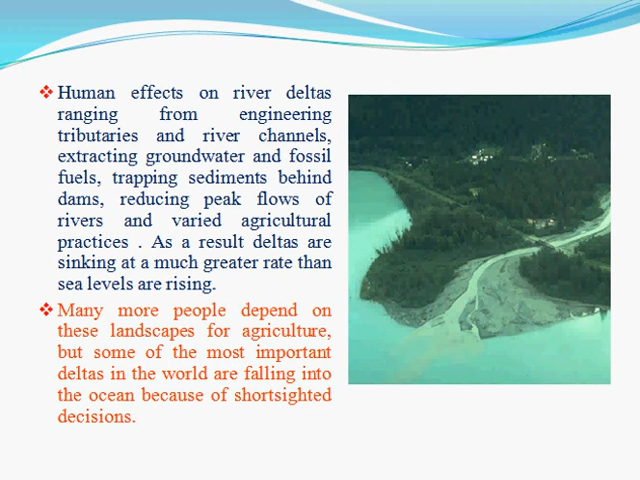 Human effects on river deltas
ranging from engineering
tributaries and river channels,
extracting groundwater and fossil
fuels, trapping sediments behind
dams, reducing peak flows of
rivers and varied agricultural
practices . As a result deltas are
sinking at a much greater rate than
sea levels are rising.
Many more people depend on
these landscapes for agriculture,
but some of the most important
deltas in the world are falling into
the ocean because of shortsighted
decisions.